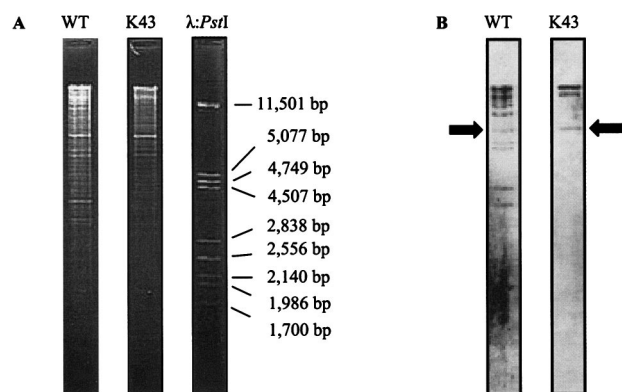 A
WT
K43
λ:PstI
11,501 bp
5,077 bp
4,749 bp
4,507 bp
2,838 bp
2,556 bp
2,140 bp
1,986 bp
1,700 bp
B
WT
K43